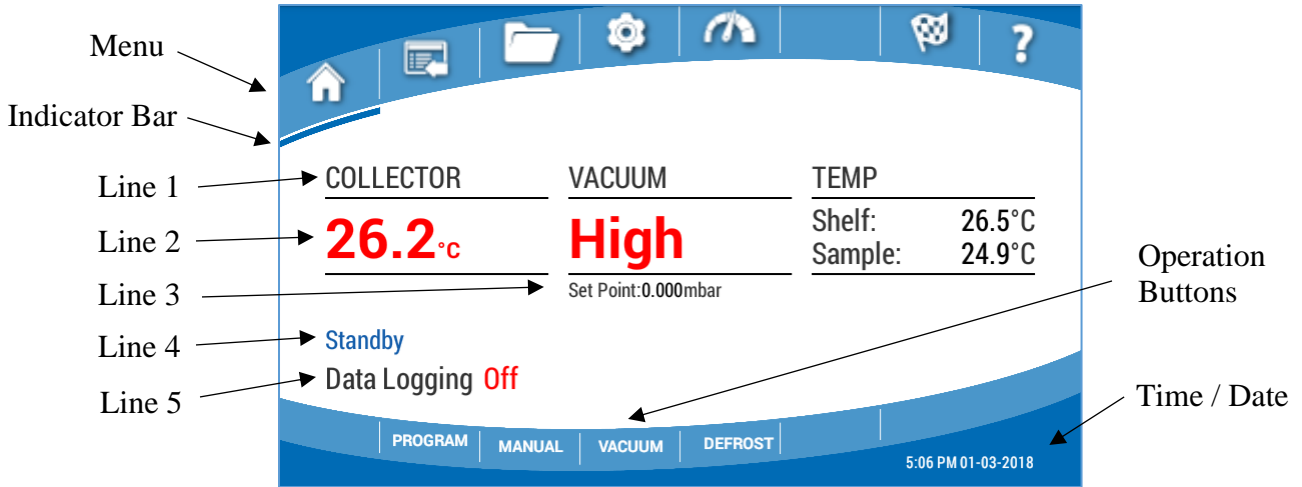 Menu
Indicator Bar
Line 1
COLLECTOR VACUUM TEMP
Line 2
26.2°C High Shelf: 26.5°C
Sample: 24.9°C
Line 3
Set Point:0.000mbar
Operation
Buttons
Line 4
Standby
Line 5
Data Logging Off
Time / Date
PROGRAM MANUAL VACUUM DEFROST
5:06 PM 01-03-2018
?